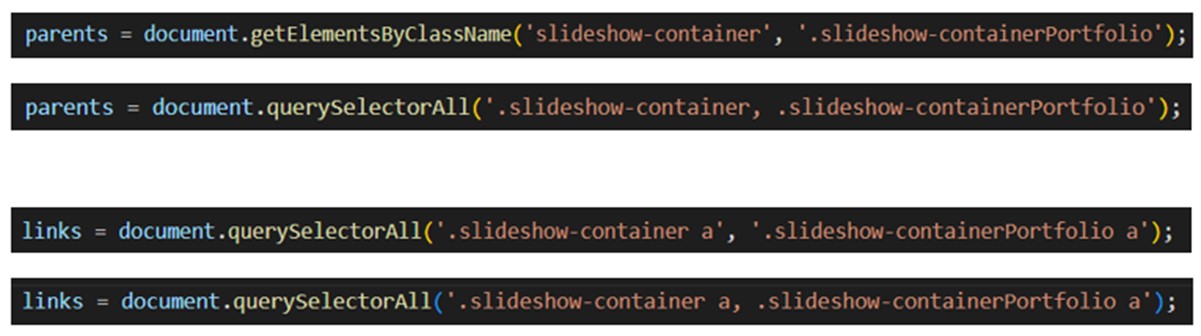 parents = document.getElementsByClassName('slideshow-container', '.slideshow-containerPortfolio');
parents = document.querySelectorAll('.slideshow-container, .slideshow-containerPortfolio');
links = document.querySelectorAll('.slideshow-container a', '.slideshow-containerPortfolio a');
links = document.querySelectorAll('.slideshow-container a, .slideshow-containerPortfolio a');